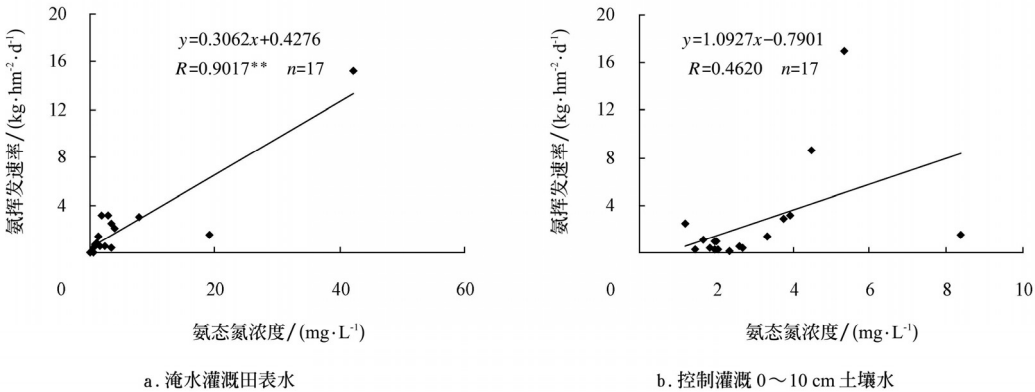 氨挥发速率/(kg·hm⁻²·d⁻¹)
20
16
12
8
4
0
y=0.3062x+0.4276
R=0.9017** n=17
20
40
60
氨态氮浓度/(mg·L⁻¹)
a.淹水灌溉田表水
氨挥发速率/(kg·hm⁻²·d⁻¹)
20
16
12
8
4
0
y=1.0927x−0.7901
R=0.4620 n=17
2
4
6
8
10
氨态氮浓度/(mg·L⁻¹)
b.控制灌溉 0～10 cm 土壤水